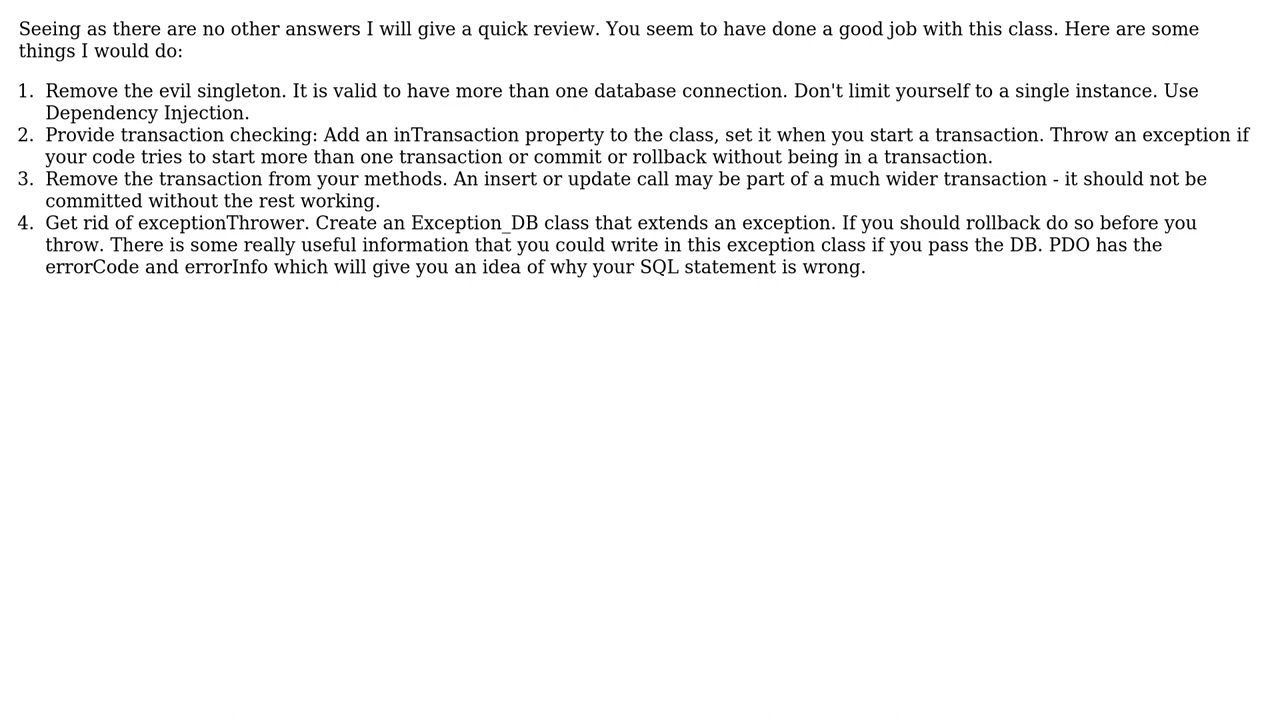 Seeing as there are no other answers I will give a quick review. You seem to have done a good job with this class. Here are some
things I would do:
1. Remove the evil singleton. It is valid to have more than one database connection. Don't limit yourself to a single instance. Use
Dependency Injection.
2. Provide transaction checking: Add an inTransaction property to the class, set it when you start a transaction. Throw an exception if
your code tries to start more than one transaction or commit or rollback without being in a transaction.
3. Remove the transaction from your methods. An insert or update call may be part of a much wider transaction - it should not be
committed without the rest working.
4. Get rid of exceptionThrower. Create an Exception_DB class that extends an exception. If you should rollback do so before you
throw. There is some really useful information that you could write in this exception class if you pass the DB. PDO has the
errorCode and errorInfo which will give you an idea of why your SQL statement is wrong.